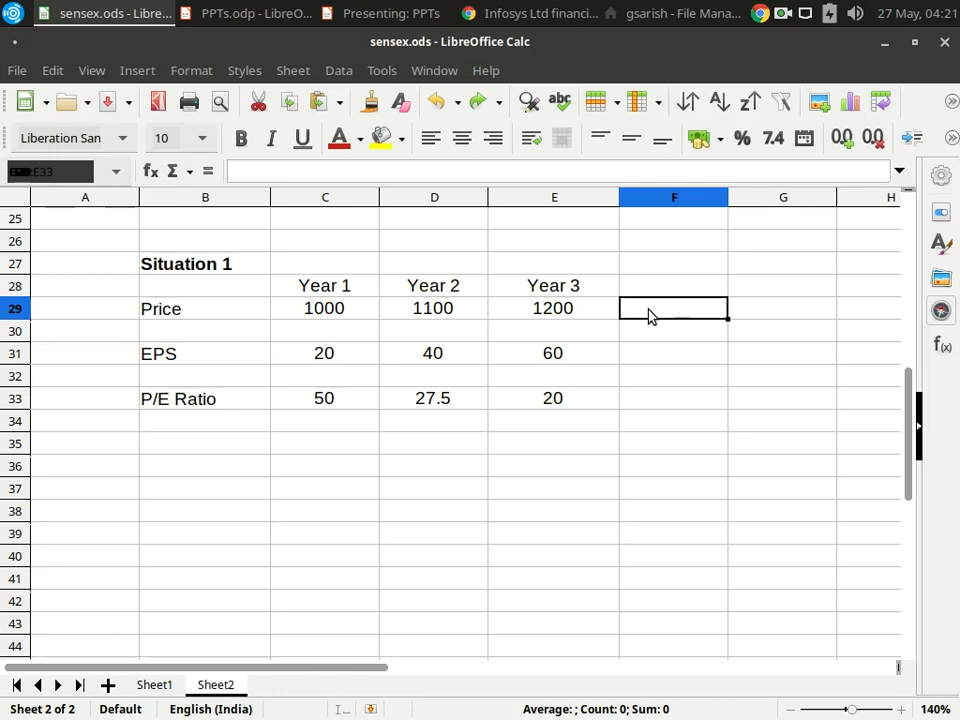 sensex.ods - Libre... PPTs.odp - LibreO... Presenting: PPTS Infosys Ltd financi... gsarish - File Mana... 27 May, 04:21
sensex.ods - LibreOffice Calc
File Edit View Insert Format Styles Sheet Data Tools Window Help
Liberation San 10
A B C D E F G H
25
26
27 Situation 1
28 Year 1 Year 2 Year 3
29 Price 1000 1100 1200
30
31 EPS 20 40 60
32
33 P/E Ratio 50 27.5 20
34
35
36
37
38
39
40
41
42
43
44
Sheet1 Sheet2
Sheet 2 of 2 Default English (India) Average: ; Count: 0; Sum: 0 140%